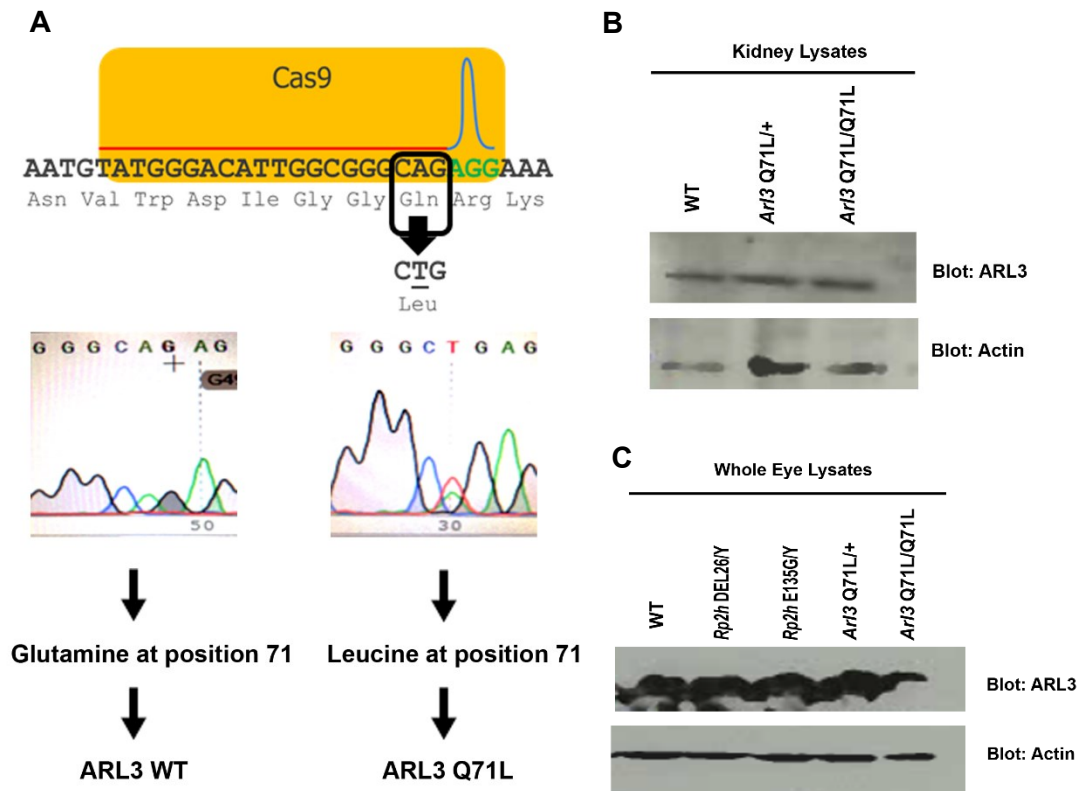 A
Cas9
AATGTATGGGACATTGGCGGGCAGAGGAAA
Asn Val Trp Asp Ile Gly Gly Gln Arg Lys
CTG
Leu
G G G C A G A G
50
G G G C T G A G
30
Glutamine at position 71
Leucine at position 71
ARL3 WT
ARL3 Q71L
B
Kidney Lysates
WT
Arl3 Q71L/+
Arl3 Q71L/Q71L
Blot: ARL3
Blot: Actin
C
Whole Eye Lysates
WT
Rp2h DEL26/Y
Rp2h E135G/Y
Arl3 Q71L/+
Arl3 Q71L/Q71L
Blot: ARL3
Blot: Actin